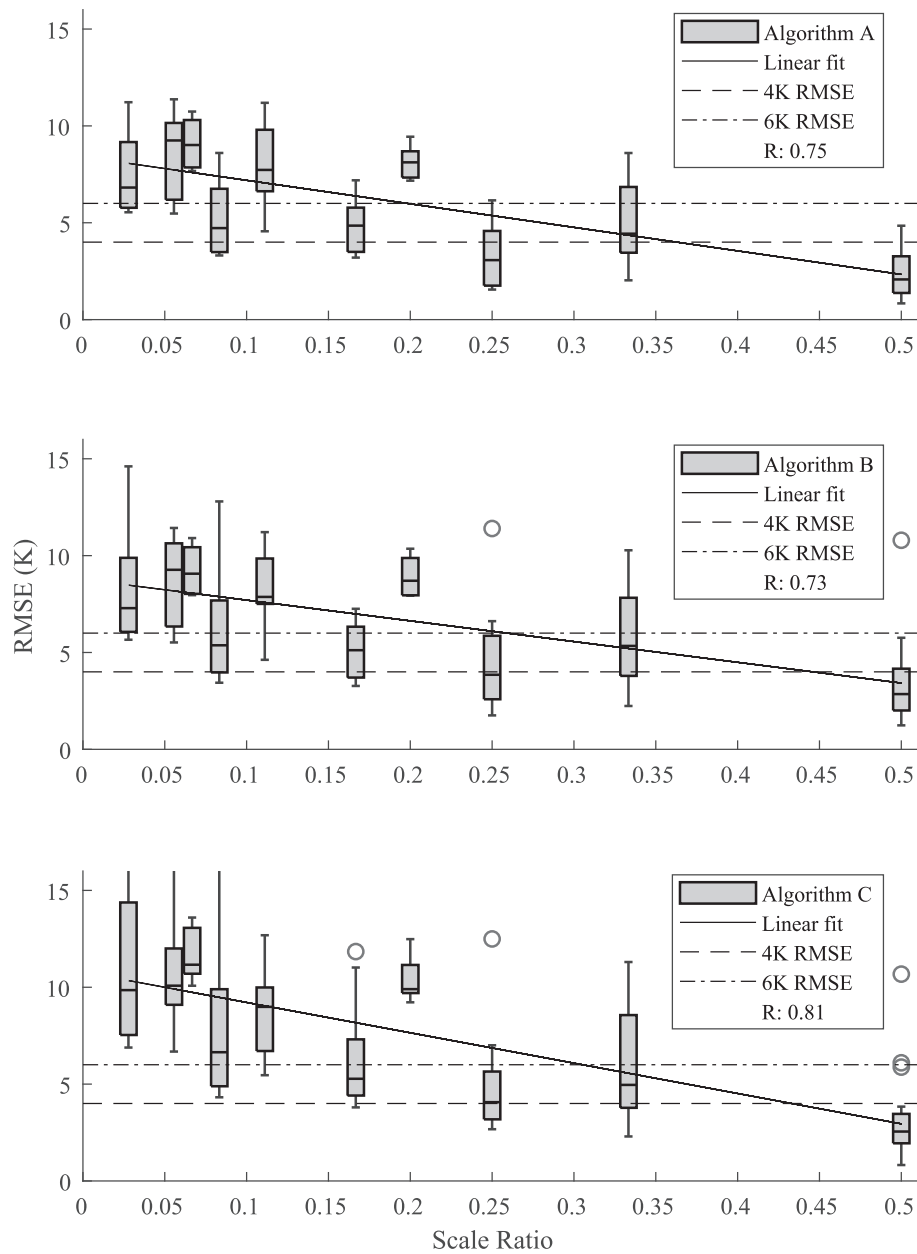 15
10
5
0
Algorithm A
Linear fit
4K RMSE
6K RMSE
R: 0.75
0 0.05 0.1 0.15 0.2 0.25 0.3 0.35 0.4 0.45 0.5
RMSE (K)
15
10
5
0
Algorithm B
Linear fit
4K RMSE
6K RMSE
R: 0.73
0 0.05 0.1 0.15 0.2 0.25 0.3 0.35 0.4 0.45 0.5
15
10
5
0
Algorithm C
Linear fit
4K RMSE
6K RMSE
R: 0.81
0 0.05 0.1 0.15 0.2 0.25 0.3 0.35 0.4 0.45 0.5
Scale Ratio